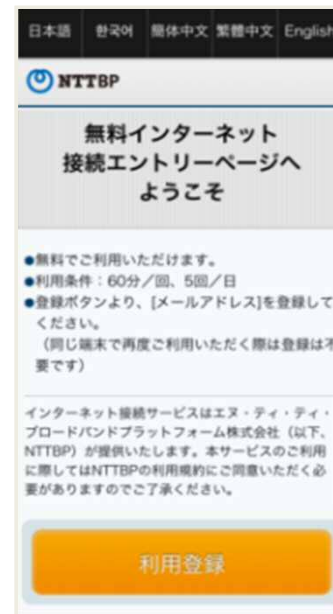 日本語 한국어 簡体中文 繁體中文 English
NTTBP
無料インターネット
接続エントリーページへ
ようこそ
●無料でご利用いただけます。
●利用条件：60分／回、5回／日
●登録ボタンより、[メールアドレス]を登録して
ください。
（同じ端末で再度ご利用いただく際は登録は不
要です）
インターネット接続サービスはエヌ・ティ・ティ・
ブロードバンドプラットフォーム株式会社（以下、
NTTBP）が提供いたします。本サービスのご利用
に際してはNTTBPの利用規約にご同意いただく必
要がありますのでご了承ください。
利用登録